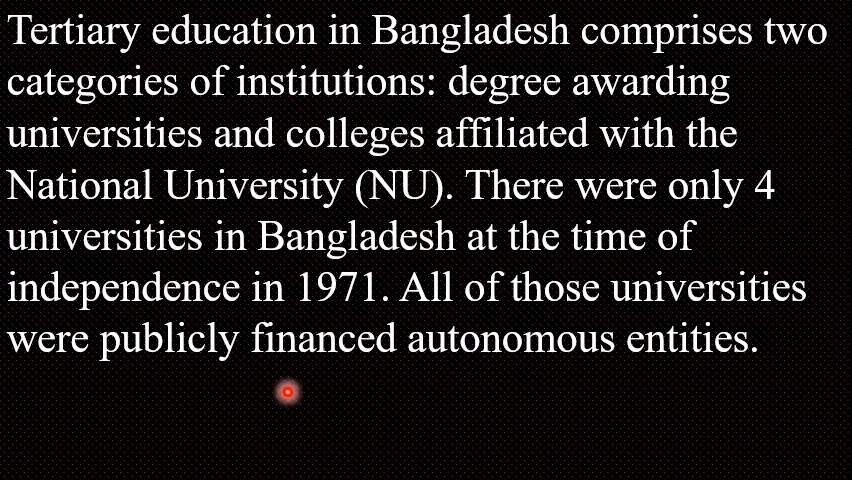 Tertiary education in Bangladesh comprises two
categories of institutions: degree awarding
universities and colleges affiliated with the
National University (NU). There were only 4
universities in Bangladesh at the time of
independence in 1971. All of those universities
were publicly financed autonomous entities.